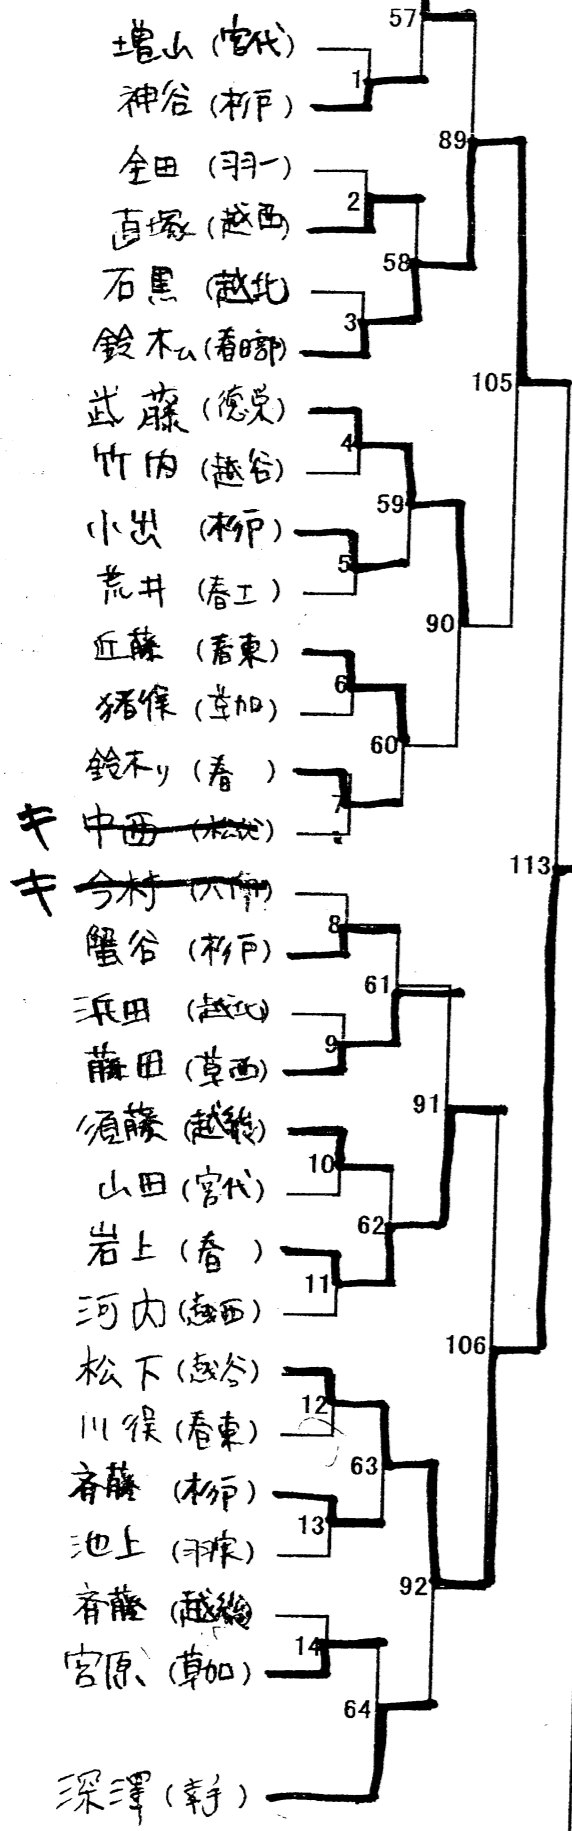 57
増山 (宮代)
1
神谷 (杉戸)
89
金田 (羽一)
2
直塚 (越西)
58
石黒 (越北)
3
鈴木ム (春日部)
105
武藤 (徳栄)
4
竹内 (越谷)
59
小出 (杉戸)
5
荒井 (春工)
90
近藤 (春東)
6
猪俣 (草加)
60
鈴木リ (春 )
7
キ 中西 (松伏)
113
キ 今村
8
蟹谷 (杉戸)
61
浜田 (越北)
9
藤田 (草西)
91
須藤 (越総)
10
山田 (宮代)
62
岩上 (春 )
11
河内 (越西)
106
松下 (越谷)
12
川俣 (春東)
63
斉藤 (杉戸)
13
池上 (羽実)
92
斉藤 (越総)
14
宮原 (草加)
64
深澤 (幸手)